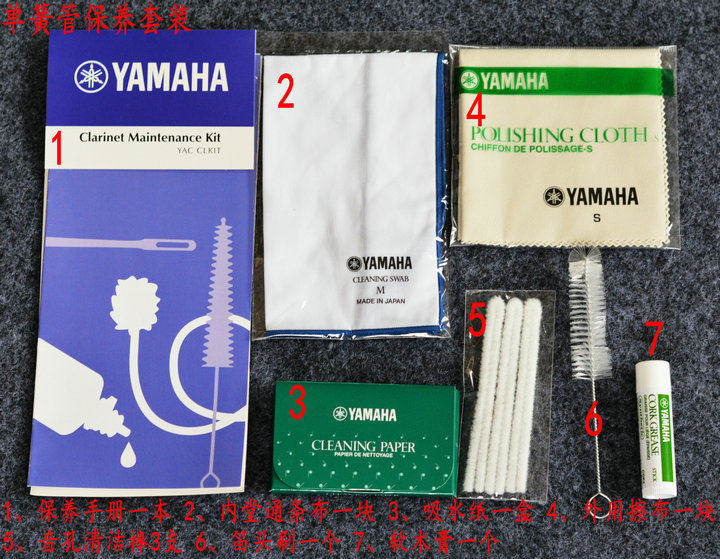 单簧管保养套装
YAMAHA
1
Clarinet Maintenance Kit
YAC CLKIT
2
YAMAHA
CLEANING SWAB
M
MADE IN JAPAN
YAMAHA
4
POLISHING CLOTH-S
CHIFFON DE POLISSAGE-S
YAMAHA
S
3
YAMAHA
CLEANING PAPER
PAPIER DE NETTOYAGE
5
6
7
YAMAHA
CORK GREASE
STICK
1、保养手册一本 2、内堂通条布一块 3、吸水纸一盒 4、外用擦布一块
5、音孔清洁棒3支 6、笛头刷一个 7、软木膏一个